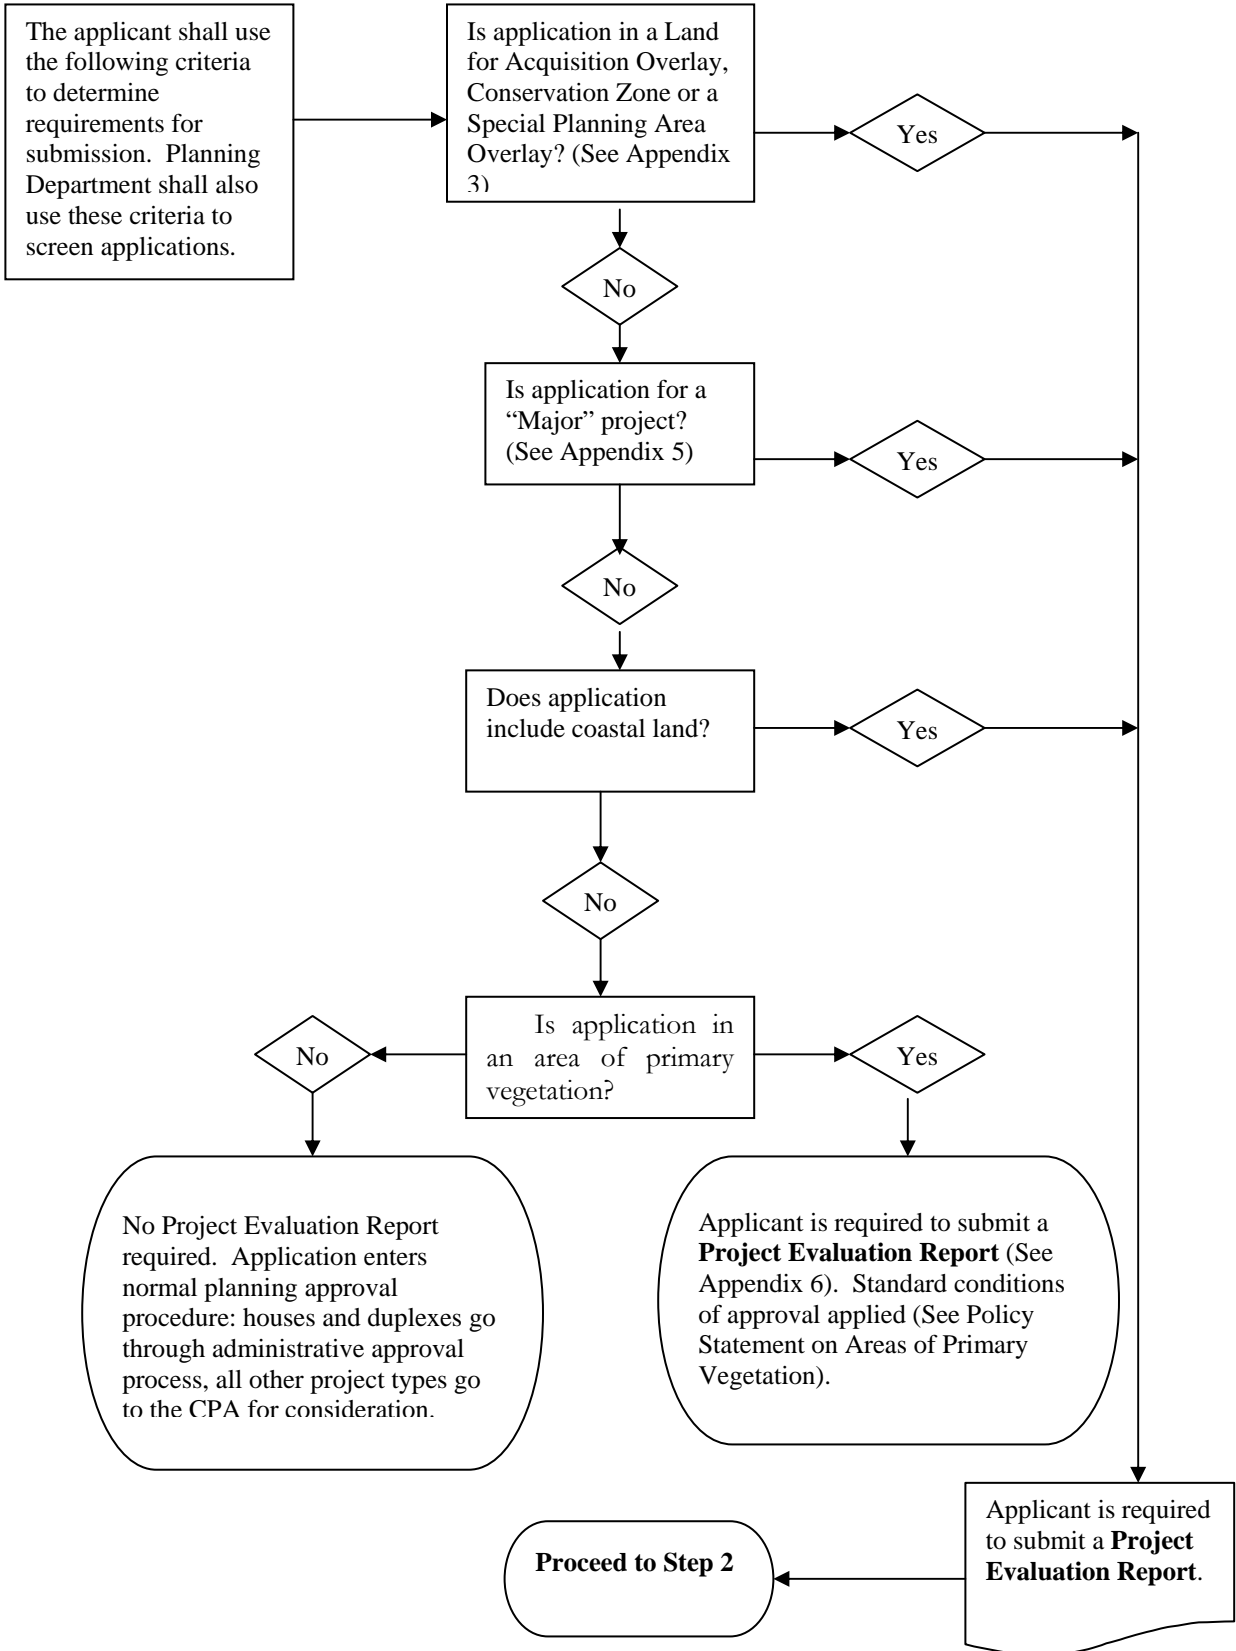 The applicant shall use
the following criteria
to determine
requirements for
submission.  Planning
Department shall also
use these criteria to
screen applications.
Is application in a Land
for Acquisition Overlay,
Conservation Zone or a
Special Planning Area
Overlay? (See Appendix
3)
Yes
No
Is application for a
“Major” project?
(See Appendix 5)
Yes
No
Does application
include coastal land?
Yes
No
Is application in
an area of primary
vegetation?
No
Yes
No Project Evaluation Report
required.  Application enters
normal planning approval
procedure: houses and duplexes go
through administrative approval
process, all other project types go
to the CPA for consideration.
Applicant is required to submit a
Project Evaluation Report (See
Appendix 6).  Standard conditions
of approval applied (See Policy
Statement on Areas of Primary
Vegetation).
Applicant is required
to submit a Project
Evaluation Report.
Proceed to Step 2